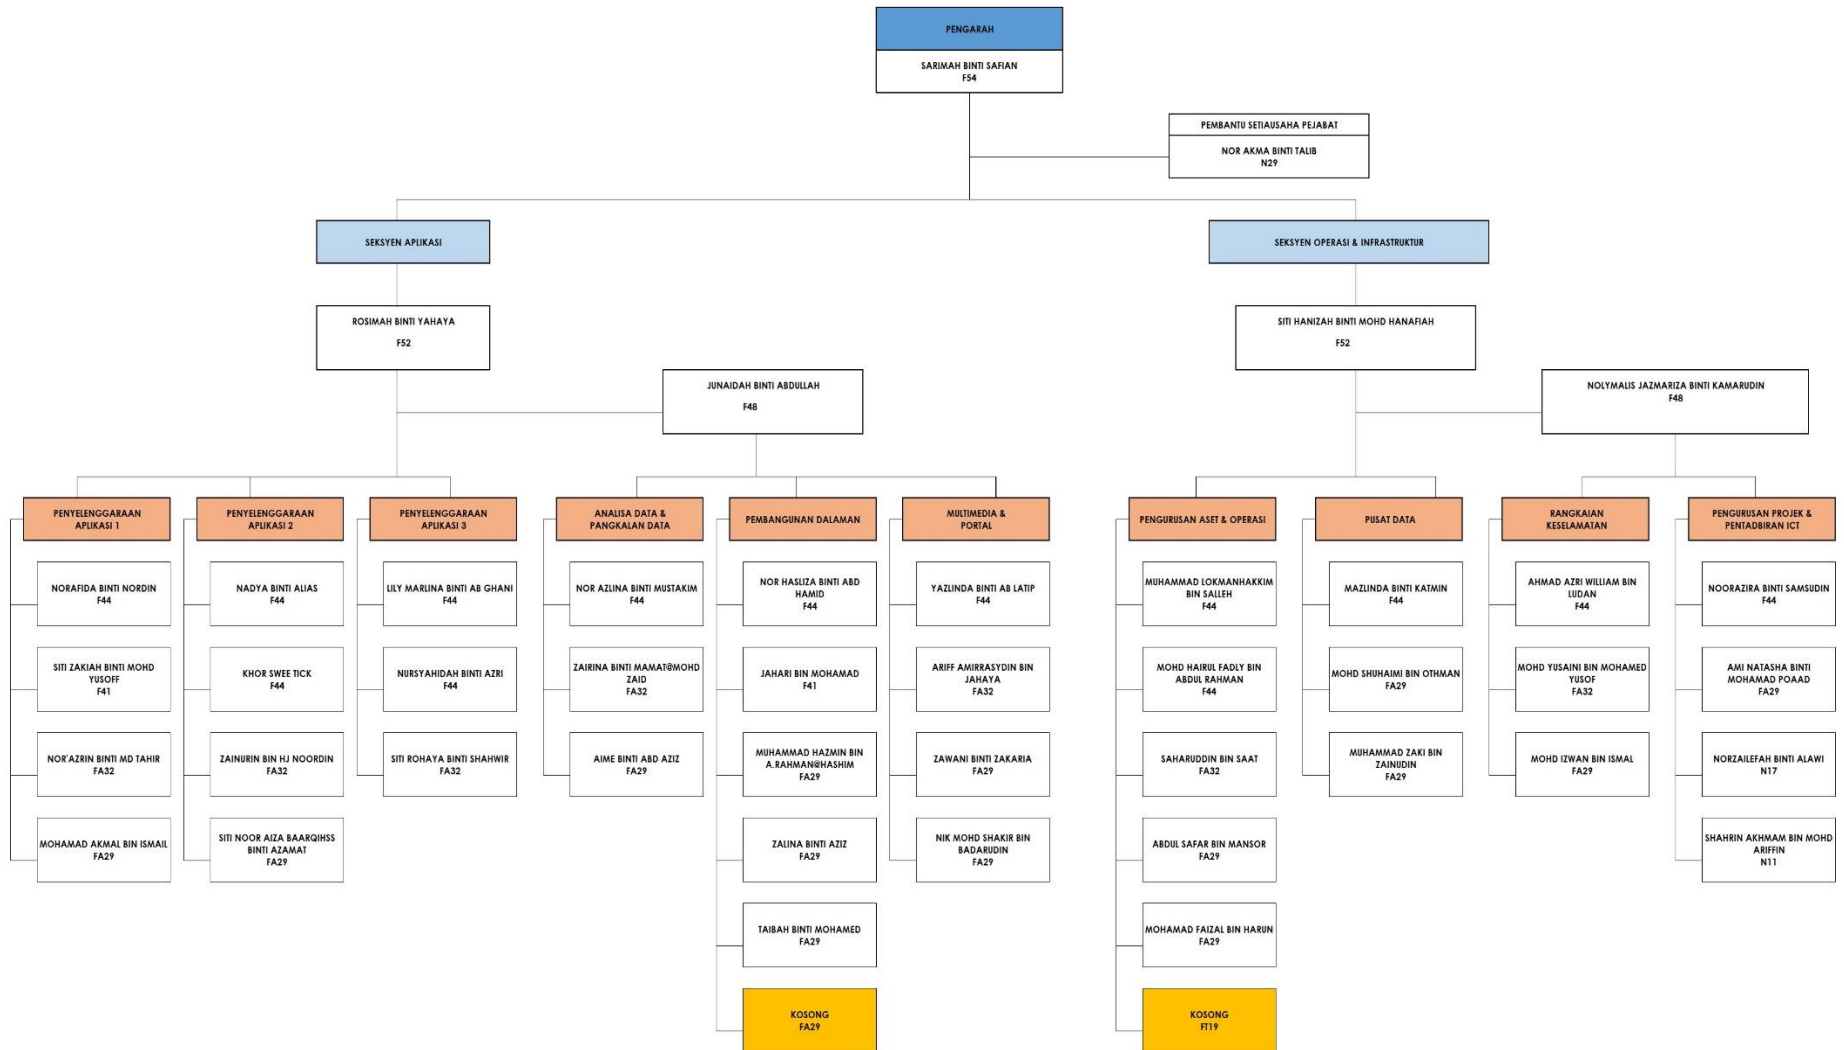 PENGARAH
SARIMAH BINTI SAFIAN
F54
PEMBANTU SETIAUSAHA PEJABAT
NOR AKMA BINTI TALIB
N29
SEKSYEN APLIKASI
SEKSYEN OPERASI & INFRASTRUKTUR
ROSIMAH BINTI YAHAYA
F52
SITI HANIZAH BINTI MOHD HANAFIAH
F52
JUNAIDAH BINTI ABDULLAH
F48
NOLYMALIS JAZMARIZA BINTI KAMARUDIN
F48
PENYELENGGARAAN
APLIKASI 1
NORAFIDA BINTI NORDIN
F44
SITI ZAKIAH BINTI MOHD
YUSOFF
F41
NOR'AZRIN BINTI MD TAHIR
FA32
MOHAMAD AKMAL BIN ISMAIL
FA29
PENYELENGGARAAN
APLIKASI 2
NADYA BINTI ALIAS
F44
KHOR SWEE TICK
F44
ZAINURIN BIN HJ NOORDIN
FA32
SITI NOOR AIZA BAARQIHSS
BINTI AZAMAT
FA29
PENYELENGGARAAN
APLIKASI 3
LILY MARLINA BINTI AB GHANI
F44
NURSYAHIDAH BINTI AZRI
F44
SITI ROHAYA BINTI SHAHWIR
FA32
ANALISA DATA &
PANGKALAN DATA
NOR AZLINA BINTI MUSTAKIM
F44
ZAIRINA BINTI MAMAT@MOHD
ZAID
FA32
AIME BINTI ABD AZIZ
FA29
PEMBANGUNAN DALAMAN
NOR HASLIZA BINTI ABD
HAMID
F44
JAHARI BIN MOHAMAD
F41
MUHAMMAD HAZMIN BIN
A.RAHMAN@HASHIM
FA29
ZALINA BINTI AZIZ
FA29
TAIBAH BINTI MOHAMED
FA29
KOSONG
FA29
MULTIMEDIA &
PORTAL
YAZLINDA BINTI AB LATIP
F44
ARIFF AMIRRASYDIN BIN
JAHAYA
FA32
ZAWANI BINTI ZAKARIA
FA29
NIK MOHD SHAKIR BIN
BADARUDIN
FA29
PENGURUSAN ASET & OPERASI
MUHAMMAD LOKMANHAKKIM
BIN SALLEH
F44
MOHD HAIRUL FADLY BIN
ABDUL RAHMAN
F44
SAHARUDDIN BIN SAAT
FA32
ABDUL SAFAR BIN MANSOR
FA29
MOHAMAD FAIZAL BIN HARUN
FA29
KOSONG
FT19
PUSAT DATA
MAZLINDA BINTI KATMIN
F44
MOHD SHUHAIMI BIN OTHMAN
FA29
MUHAMMAD ZAKI BIN
ZAINUDIN
FA29
RANGKAIAN
KESELAMATAN
AHMAD AZRI WILLIAM BIN
LUDAN
F44
MOHD YUSAINI BIN MOHAMED
YUSOF
FA32
MOHD IZWAN BIN ISMAL
FA29
PENGURUSAN PROJEK &
PENTADBIRAN ICT
NOORAZIRA BINTI SAMSUDIN
F44
AMI NATASHA BINTI
MOHAMAD POAAD
FA29
NORZAILEFAH BINTI ALAWI
N17
SHAHRIN AKHMAM BIN MOHD
ARIFFIN
N11